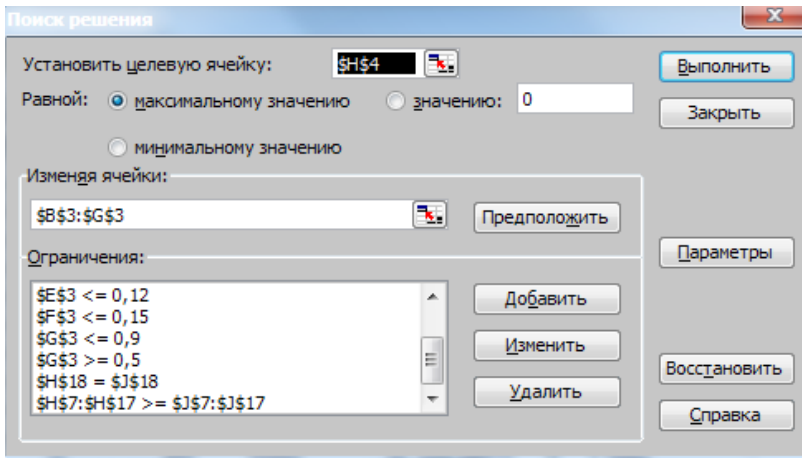 Поиск решения
Установить целевую ячейку: $H$4
Выполнить
Равной: максимальному значению значению: 0
Закрыть
минимальному значению
Изменяя ячейки:
$B$3:$G$3
Предположить
Параметры
Ограничения:
$E$3 <= 0,12
$F$3 <= 0,15
$G$3 <= 0,9
$G$3 >= 0,5
$H$18 = $J$18
$H$7:$H$17 >= $J$7:$J$17
Добавить
Изменить
Удалить
Восстановить
Справка